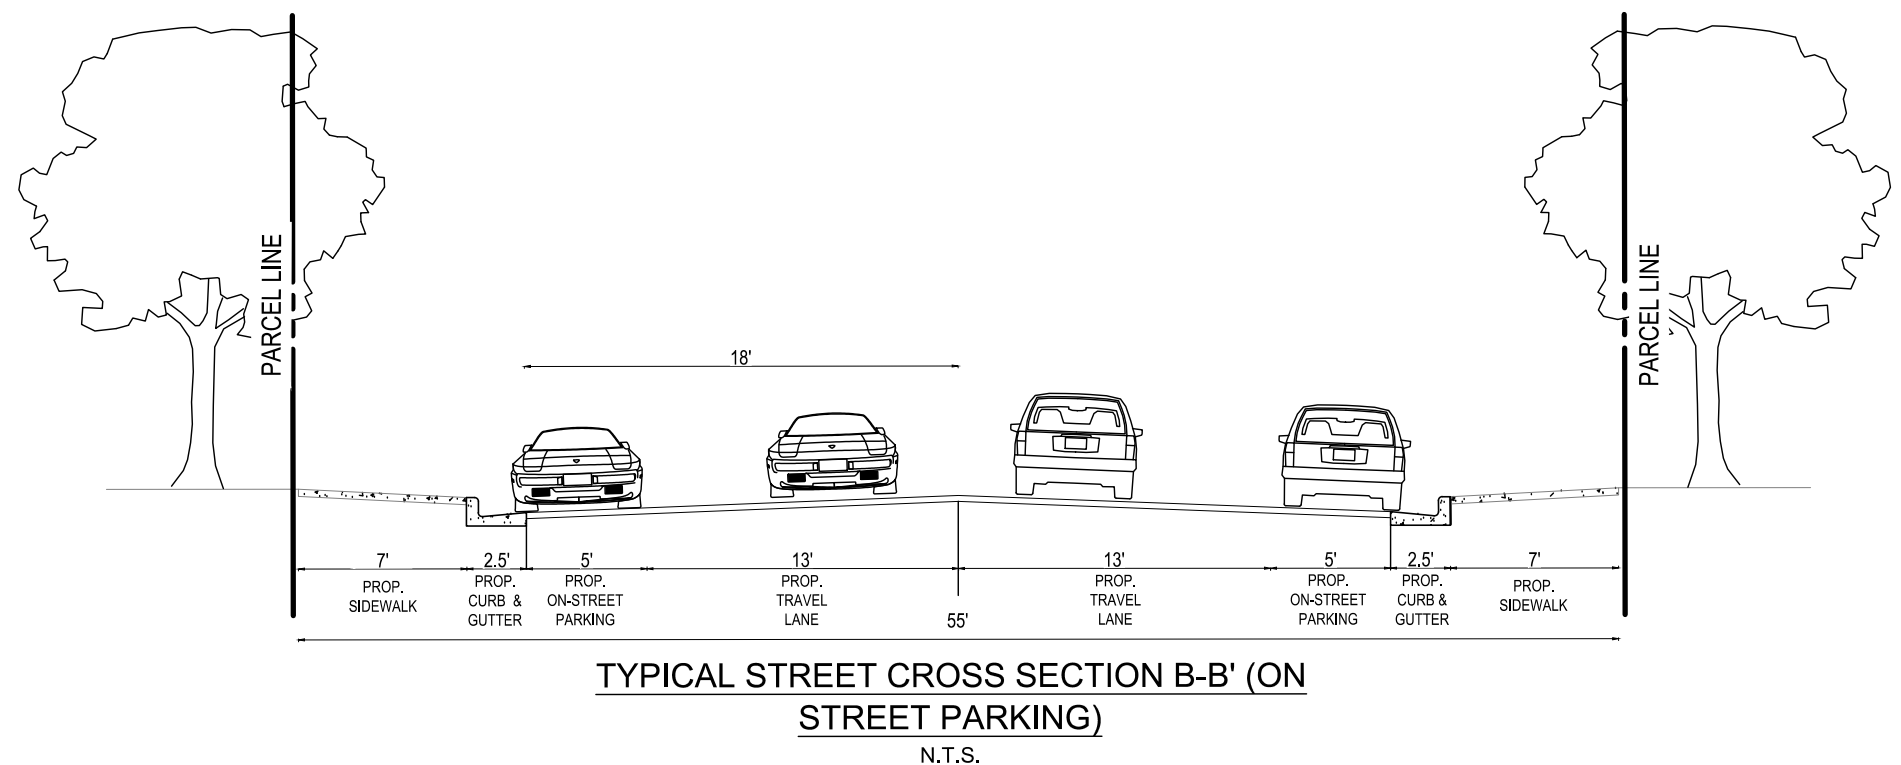 PARCEL LINE
PARCEL LINE
18'
7'
PROP.
SIDEWALK
2.5'
PROP.
CURB &
GUTTER
5'
PROP.
ON-STREET
PARKING
13'
PROP.
TRAVEL
LANE
13'
PROP.
TRAVEL
LANE
5'
PROP.
ON-STREET
PARKING
2.5'
PROP.
CURB &
GUTTER
7'
PROP.
SIDEWALK
55'
TYPICAL STREET CROSS SECTION B-B' (ON
STREET PARKING)
N.T.S.